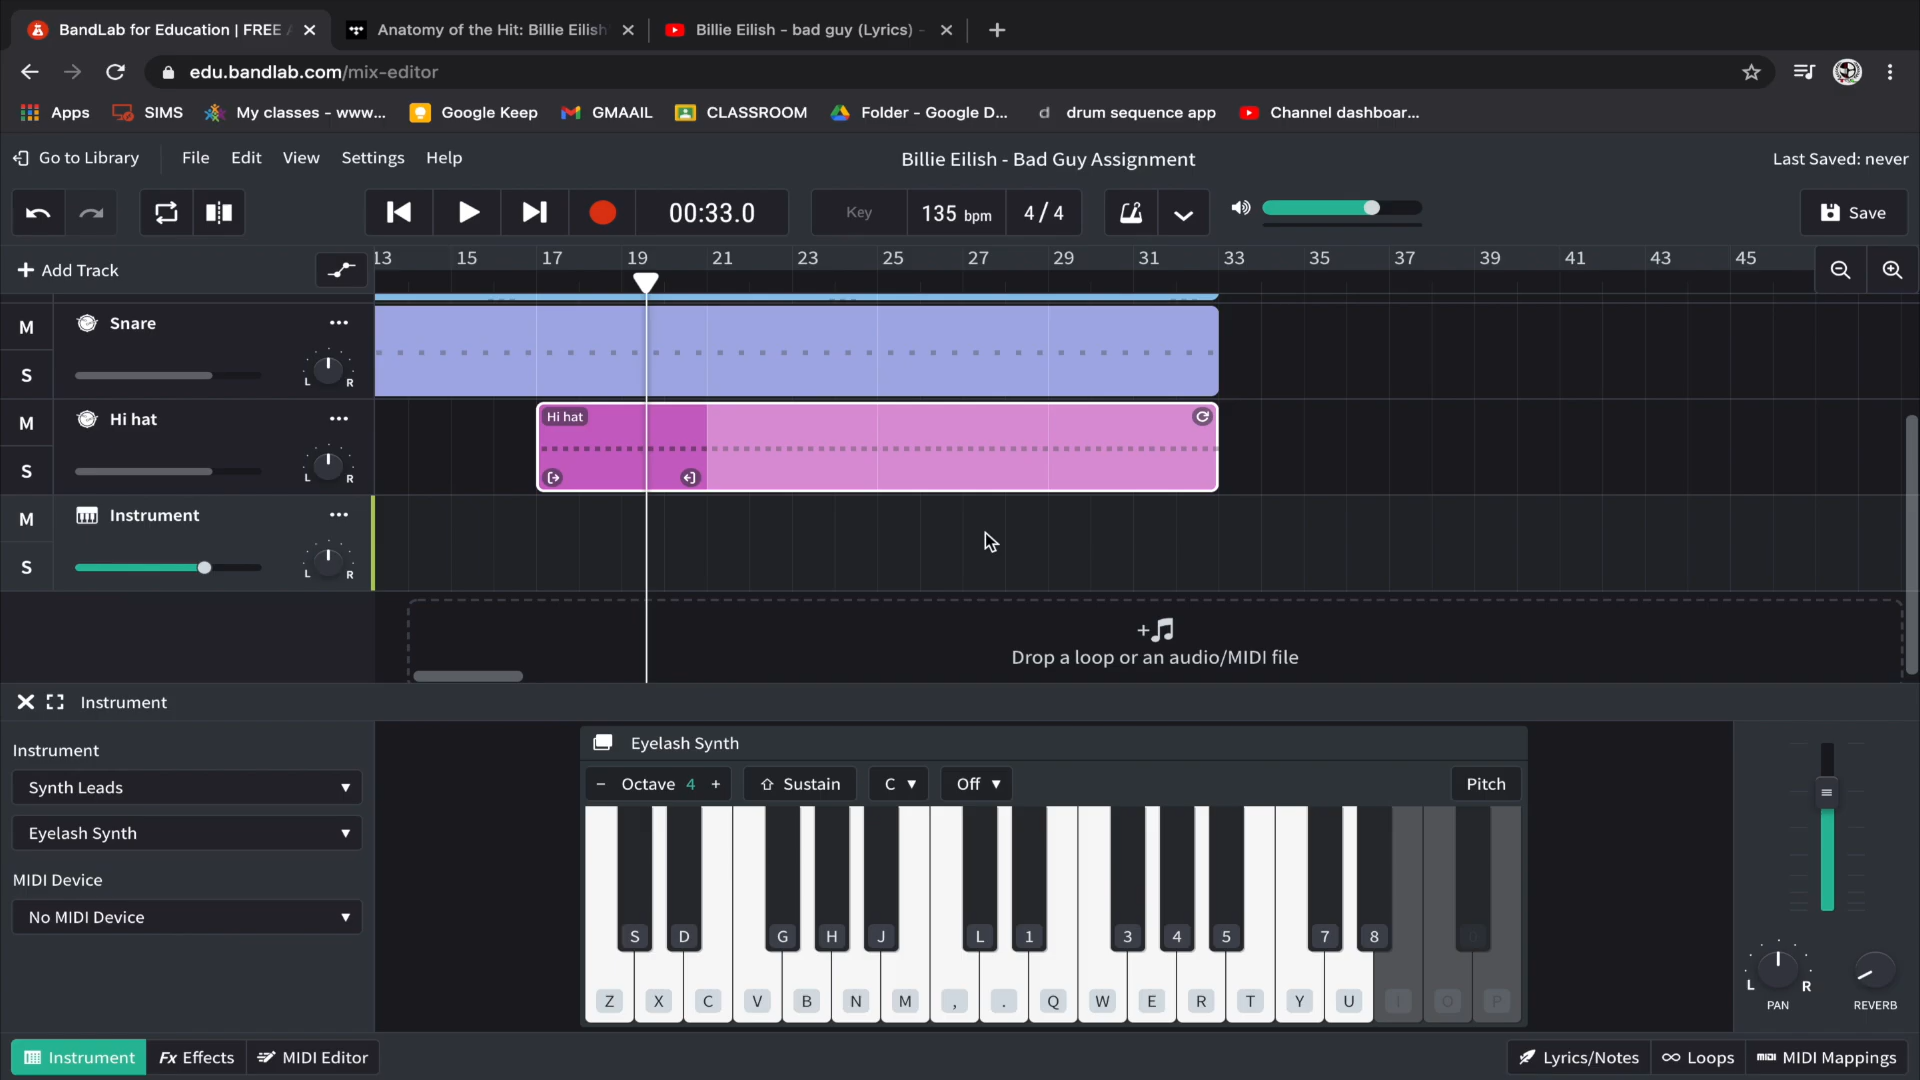 BandLab for Education | FREE
Anatomy of the Hit: Billie Eilish
Billie Eilish - bad guy (Lyrics) -
edu.bandlab.com/mix-editor
Apps
SIMS
My classes - www...
Google Keep
GMAAIL
CLASSROOM
Folder - Google D...
d drum sequence app
Channel dashboar...
Go to Library
File
Edit
View
Settings
Help
Billie Eilish - Bad Guy Assignment
Last Saved: never
00:33.0
Key
135 bpm
4 / 4
Save
Add Track
13 15 17 19 21 23 25 27 29 31 33 35 37 39 41 43 45
M
Snare
S
L R
M
Hi hat
S
L R
Hi hat
M
Instrument
S
L R
Drop a loop or an audio/MIDI file
Instrument
Instrument
Synth Leads
Eyelash Synth
MIDI Device
No MIDI Device
Eyelash Synth
- Octave 4 +
Sustain
C
Off
Pitch
S D G H J L 1 3 4 5 7 8
Z X C V B N M , . Q W E R T Y U I O P
L R
PAN
REVERB
Instrument
Fx Effects
MIDI Editor
Lyrics/Notes
Loops
MIDI MIDI Mappings